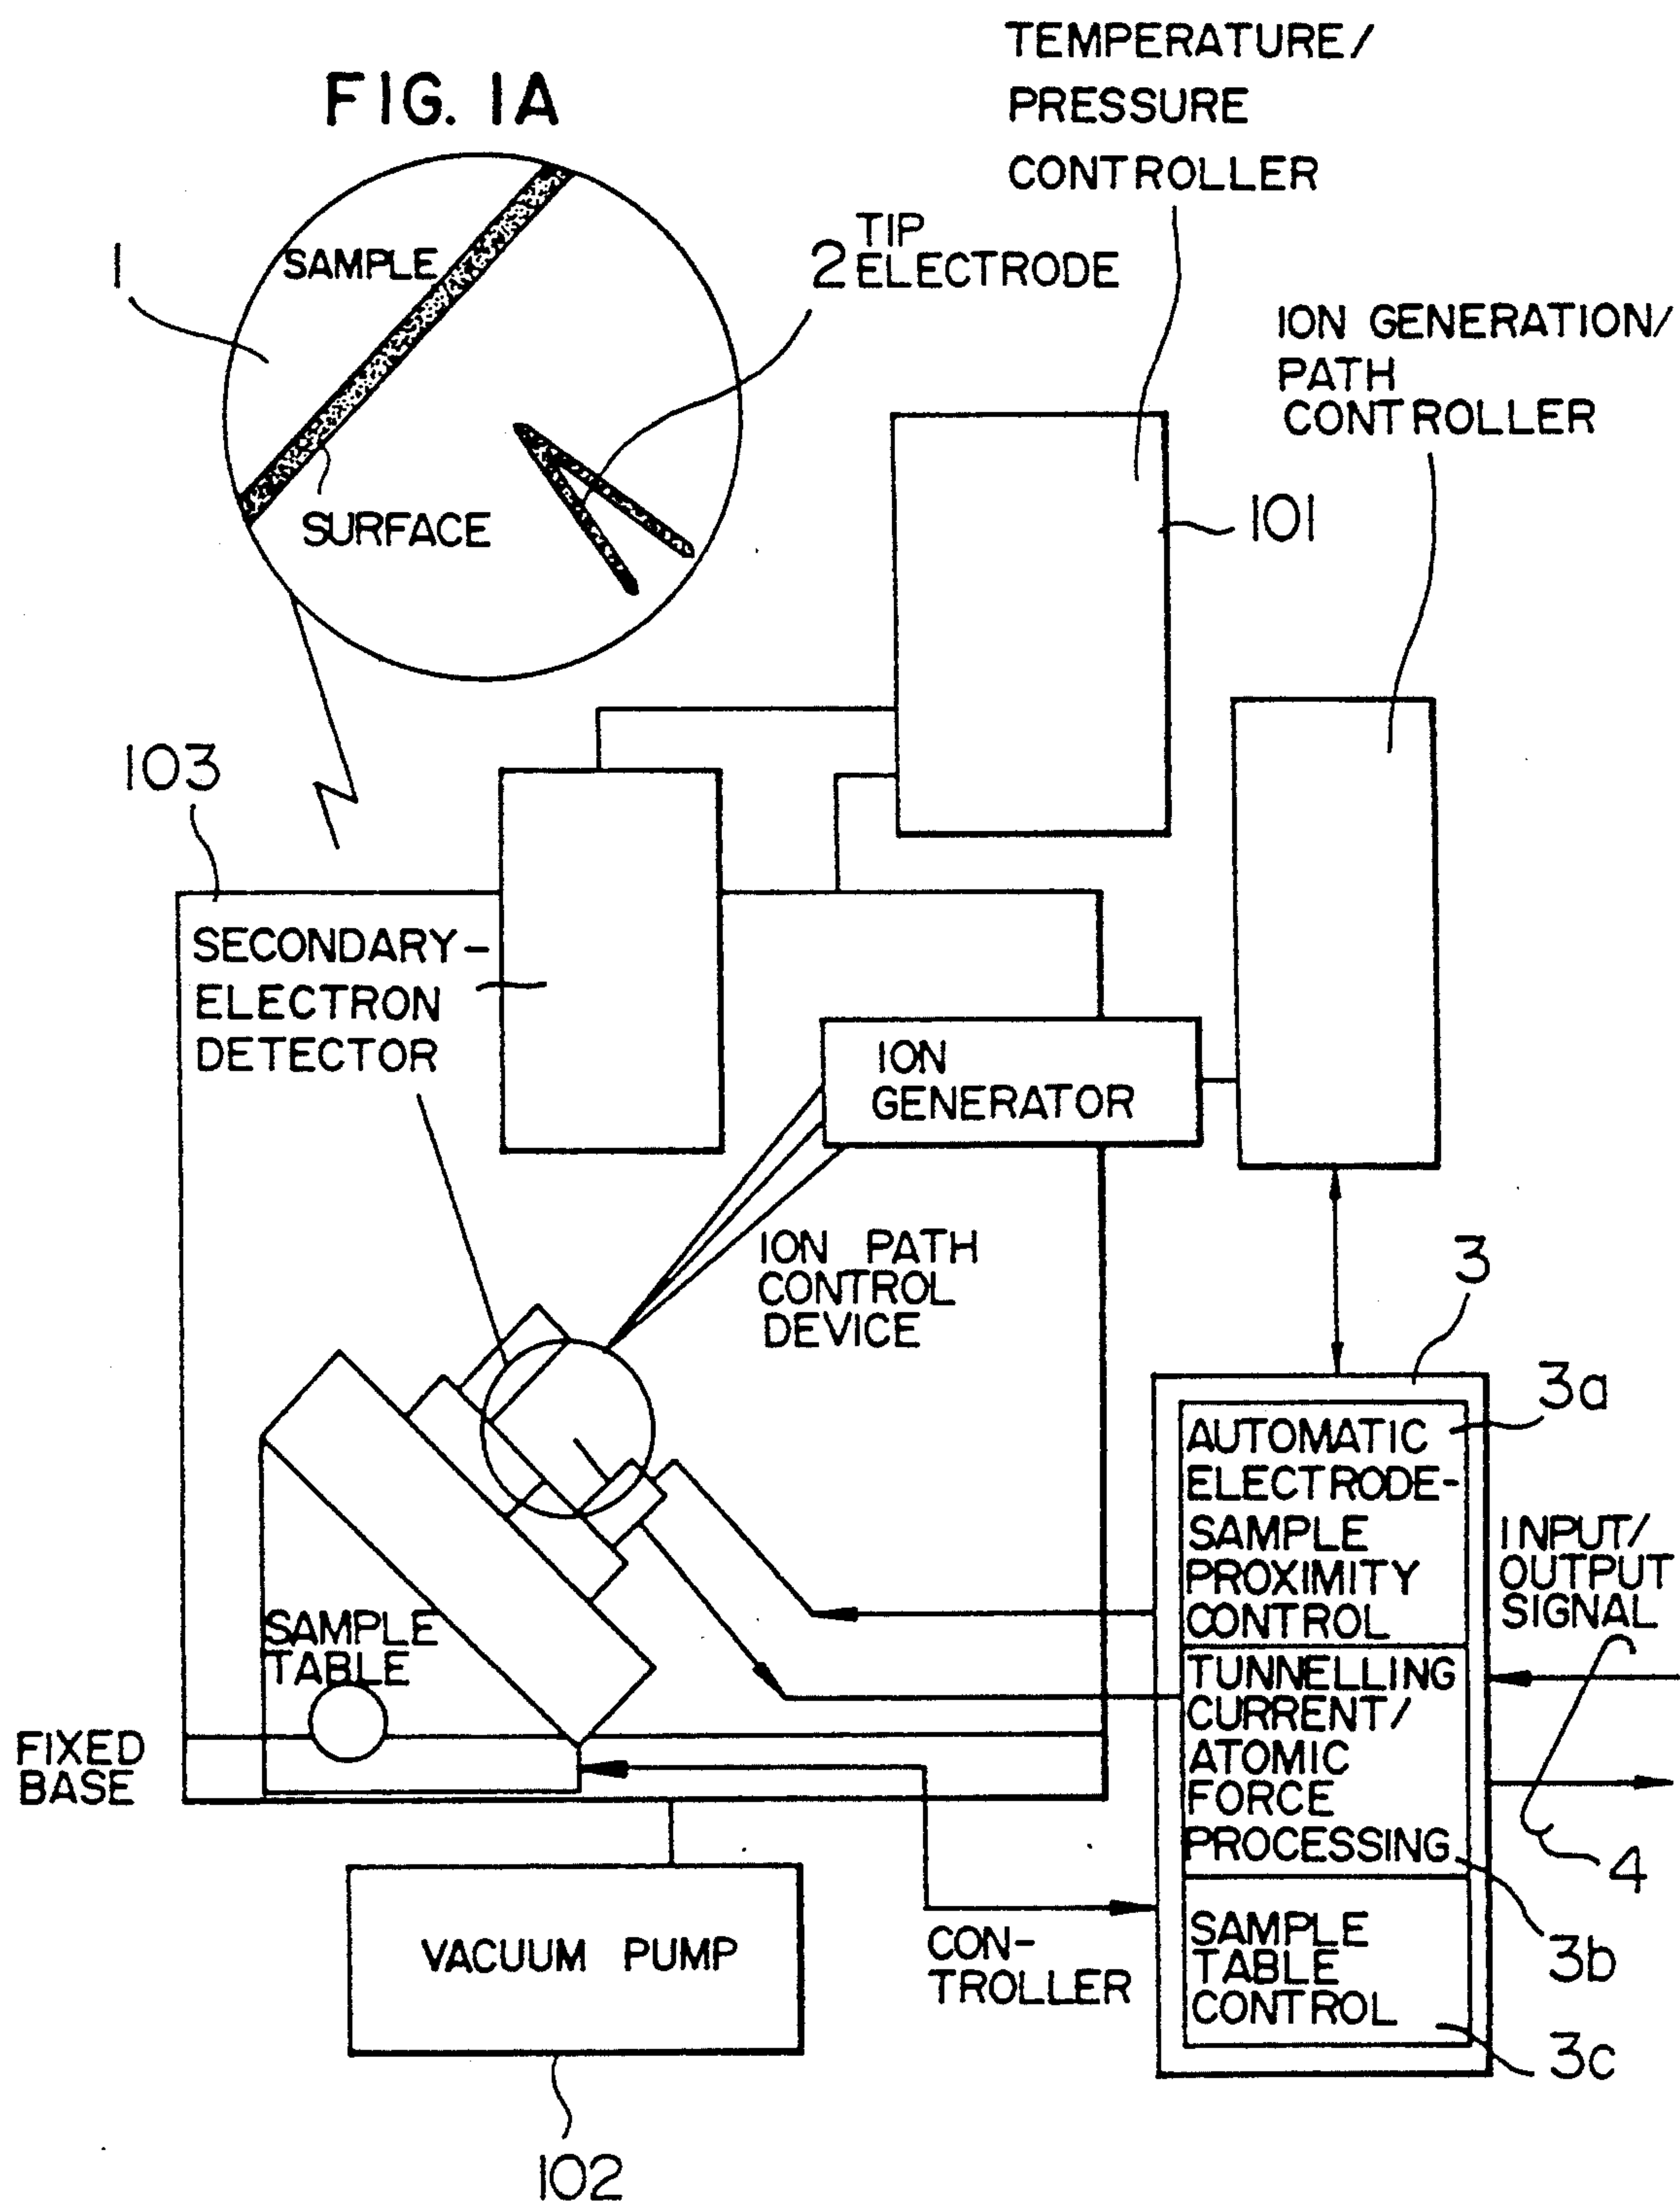 FIG. 1A
TEMPERATURE/
PRESSURE
CONTROLLER
1
SAMPLE
SURFACE
2
TIP
ELECTRODE
ION GENERATION/
PATH
CONTROLLER
101
103
SECONDARY-
ELECTRON
DETECTOR
ION
GENERATOR
ION PATH
CONTROL
DEVICE
3
3a
AUTOMATIC
ELECTRODE-
SAMPLE
PROXIMITY
CONTROL
INPUT/
OUTPUT
SIGNAL
SAMPLE
TABLE
TUNNELLING
CURRENT/
ATOMIC
FORCE
PROCESSING
FIXED
BASE
4
3b
VACUUM PUMP
CON-
TROLLER
SAMPLE
TABLE
CONTROL
3c
102